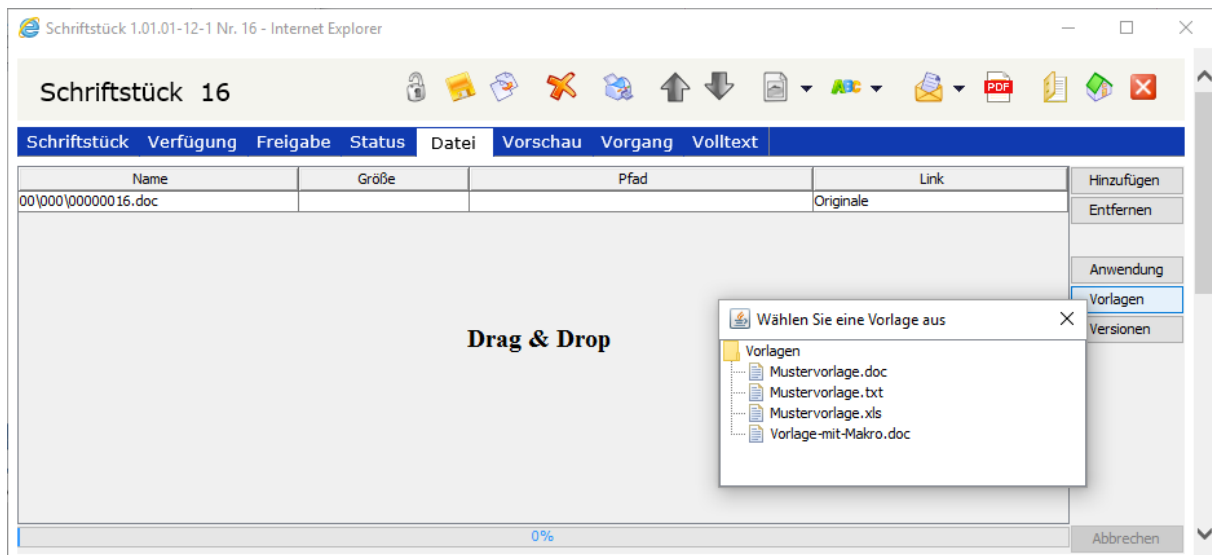 Schriftstück 1.01.01-12-1 Nr. 16 - Internet Explorer
Schriftstück 16
ABC
PDF
Schriftstück Verfügung Freigabe Status Datei Vorschau Vorgang Volltext
Name Größe Pfad Link
00\000\00000016.doc Originale
Hinzufügen
Entfernen
Anwendung
Vorlagen
Versionen
Drag & Drop
Wählen Sie eine Vorlage aus
Vorlagen
Mustervorlage.doc
Mustervorlage.txt
Mustervorlage.xls
Vorlage-mit-Makro.doc
0%
Abbrechen